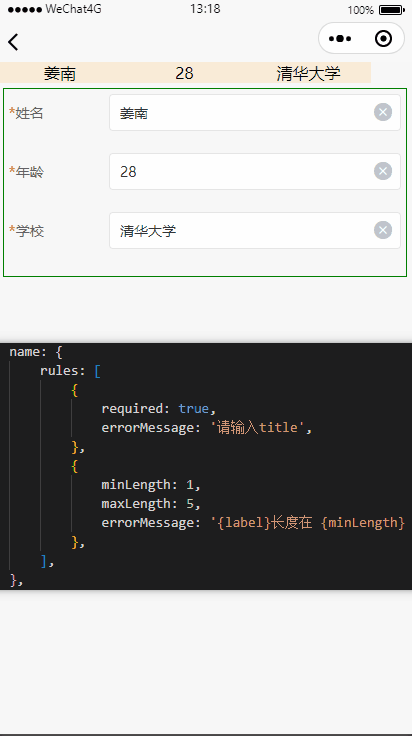 WeChat4G 13:18 100%
姜南 28 清华大学
*姓名 姜南
*年龄 28
*学校 清华大学
name: {
rules: [
{
required: true,
errorMessage: '请输入title',
},
{
minLength: 1,
maxLength: 5,
errorMessage: '{label}长度在 {minLength}
},
],
},